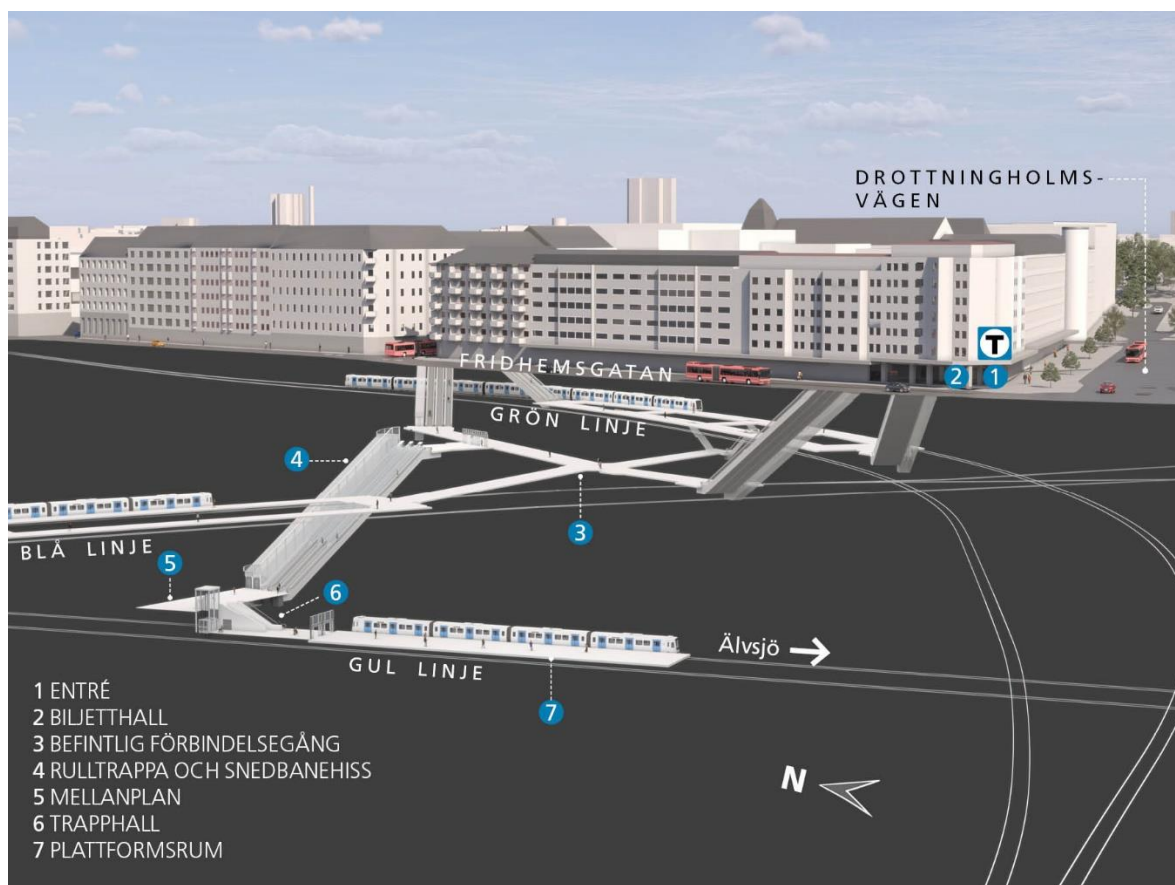 DROTTNINGHOLMS-
VÄGEN
T
2 1
FRIDHEMSGATAN
GRÖN LINJE
4
3
BLÅ LINJE
5
6
Älvsjö
GUL LINJE
7
N
1 ENTRÉ
2 BILJETTHALL
3 BEFINTLIG FÖRBINDELSEGÅNG
4 RULLTRAPPA OCH SNEDBANEHISS
5 MELLANPLAN
6 TRAPPHALL
7 PLATTFORMSRUM